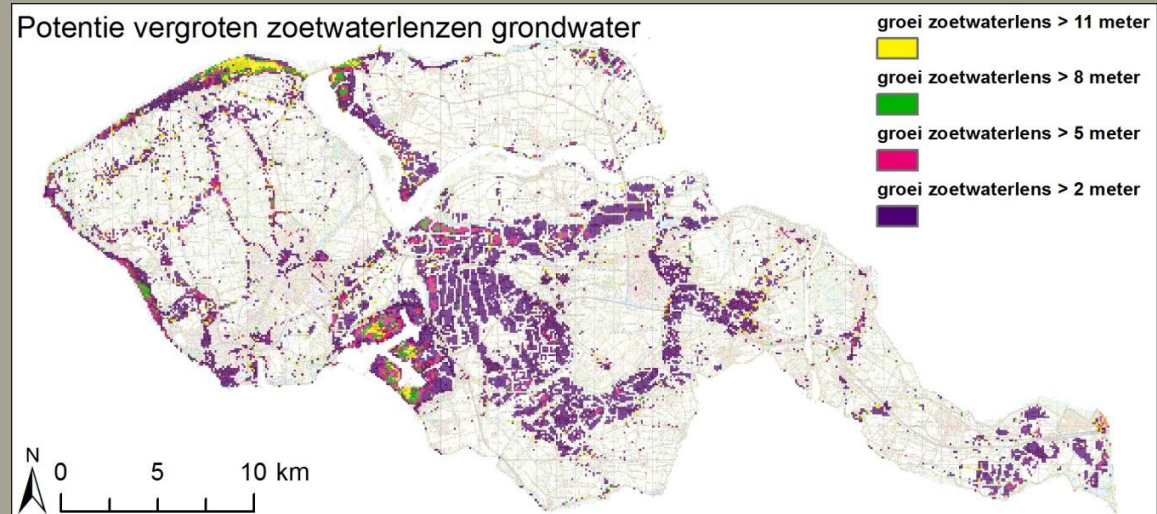 Potentie vergroten zoetwaterlenzen grondwater
groei zoetwaterlens > 11 meter
groei zoetwaterlens > 8 meter
groei zoetwaterlens > 5 meter
groei zoetwaterlens > 2 meter
N
0 5 10 km